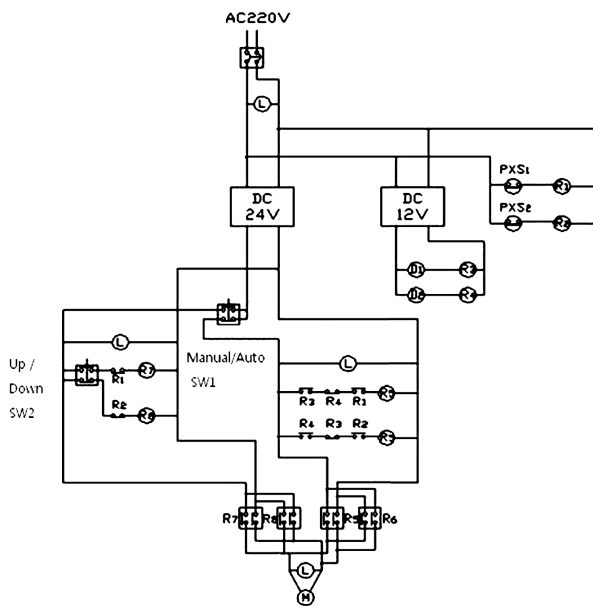 AC220V
L
PXS1
R1
PXS2
R2
DC
24V
DC
12V
D1
R3
D2
R4
Up /
Down
SW2
L
R1
R7
R2
R8
Manual/Auto
SW1
L
R3 R4 R1
R4 R3 R2
R5
R7
R8
R5
R6
L
M